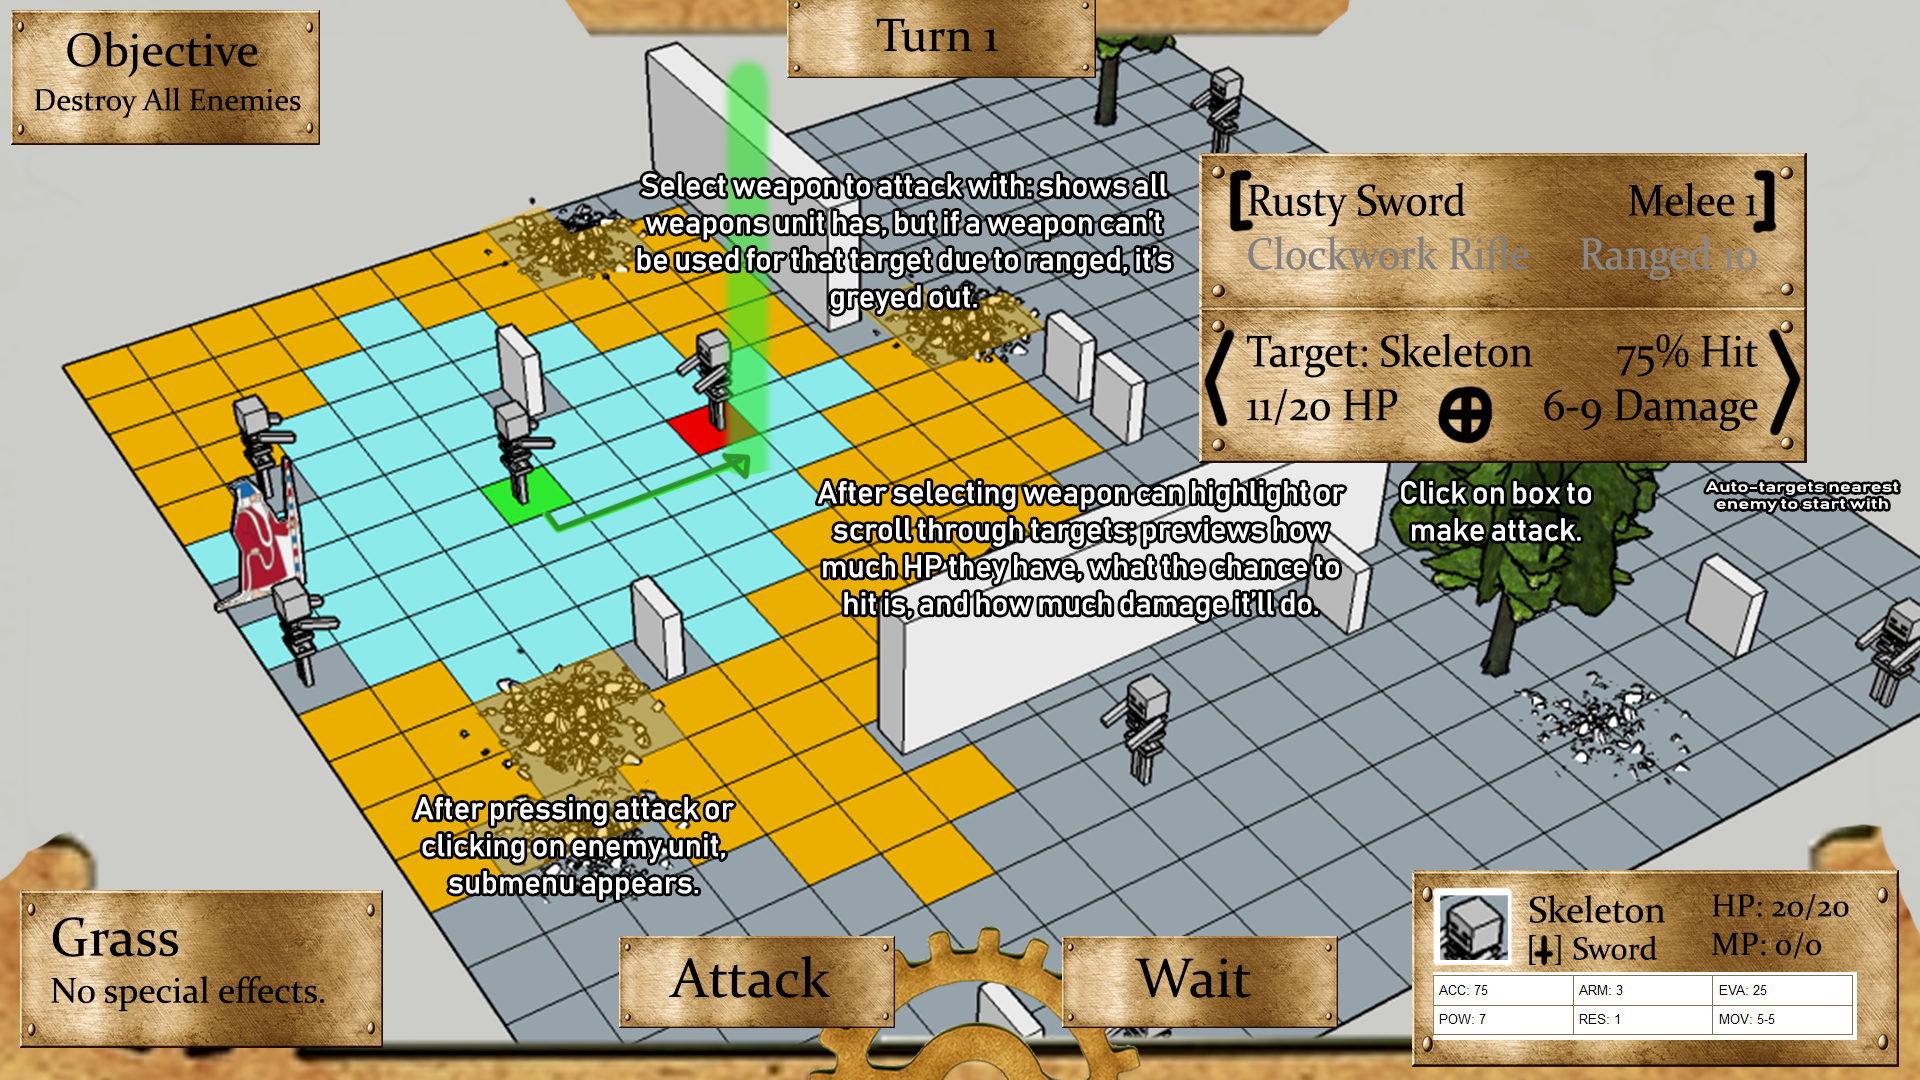 Objective
Destroy All Enemies
Turn 1
Select weapon to attack with: shows all
weapons unit has, but if a weapon can't
be used for that target due to ranged, it's
greyed out.
[Rusty Sword Melee 1]
Clockwork Rifle Ranged 10
Target: Skeleton 75% Hit
11/20 HP 6-9 Damage
After selecting weapon can highlight or
scroll through targets; previews how
much HP they have, what the chance to
hit is, and how much damage it'll do.
Click on box to
make attack.
Auto-targets nearest
enemy to start with
After pressing attack or
clicking on enemy unit,
submenu appears.
Grass
No special effects.
Attack
Wait
Skeleton HP: 20/20
[] Sword MP: 0/0
ACC: 75 ARM: 3 EVA: 25
POW: 7 RES: 1 MOV: 5-5